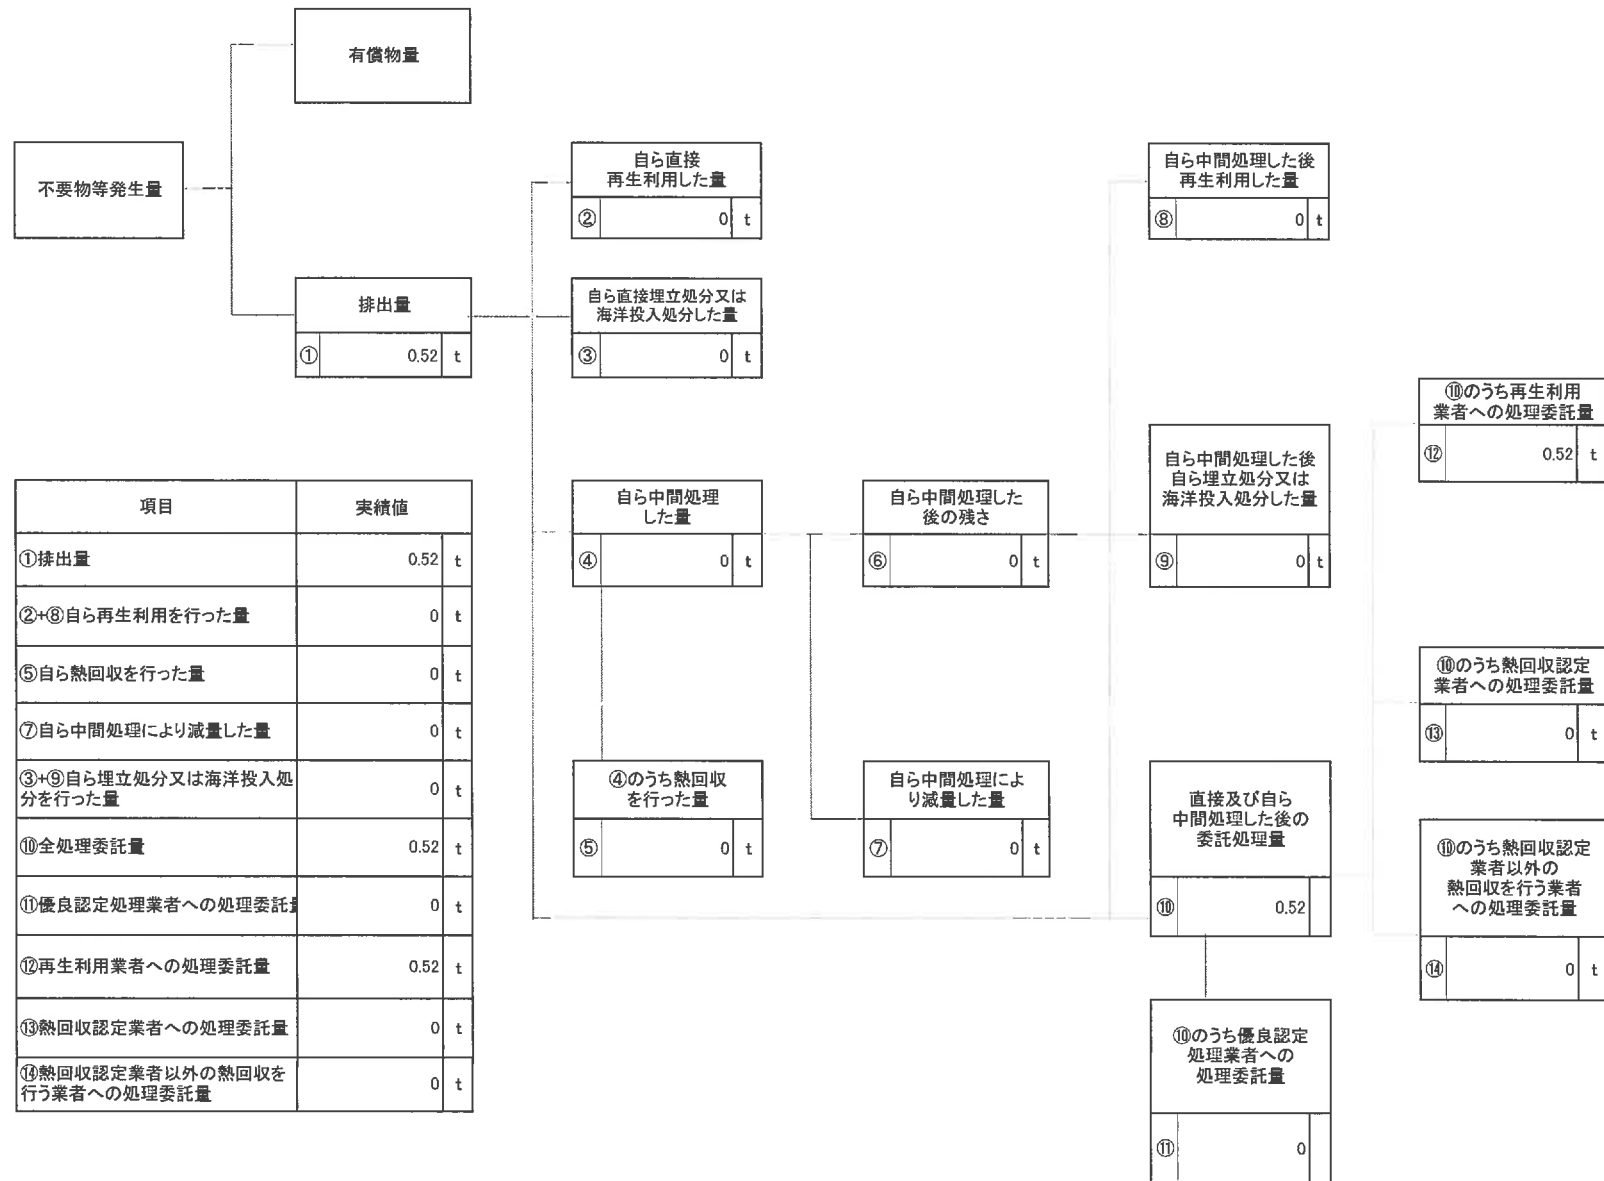 有償物量
不要物等発生量
排出量
① 0.52 t
自ら直接
再生利用した量
② 0 t
自ら直接埋立処分又は
海洋投入処分した量
③ 0 t
自ら中間処理
した量
④ 0 t
④のうち熱回収
を行った量
⑤ 0 t
自ら中間処理した
後の残さ
⑥ 0 t
自ら中間処理によ
り減量した量
⑦ 0 t
自ら中間処理した後
再生利用した量
⑧ 0 t
自ら中間処理した後
自ら埋立処分又は
海洋投入処分した量
⑨ 0 t
直接及び自ら
中間処理した後の
委託処理量
⑩ 0.52
⑩のうち優良認定
処理業者への
処理委託量
⑪ 0
⑩のうち再生利用
業者への処理委託量
⑫ 0.52 t
⑩のうち熱回収認定
業者への処理委託量
⑬ 0 t
⑩のうち熱回収認定
業者以外の
熱回収を行う業者
への処理委託量
⑭ 0 t
項目 実績値
①排出量 0.52 t
②+⑧自ら再生利用を行った量 0 t
⑤自ら熱回収を行った量 0 t
⑦自ら中間処理により減量した量 0 t
③+⑨自ら埋立処分又は海洋投入処
分を行った量 0 t
⑩全処理委託量 0.52 t
⑪優良認定処理業者への処理委託量 0 t
⑫再生利用業者への処理委託量 0.52 t
⑬熱回収認定業者への処理委託量 0 t
⑭熱回収認定業者以外の熱回収を
行う業者への処理委託量 0 t